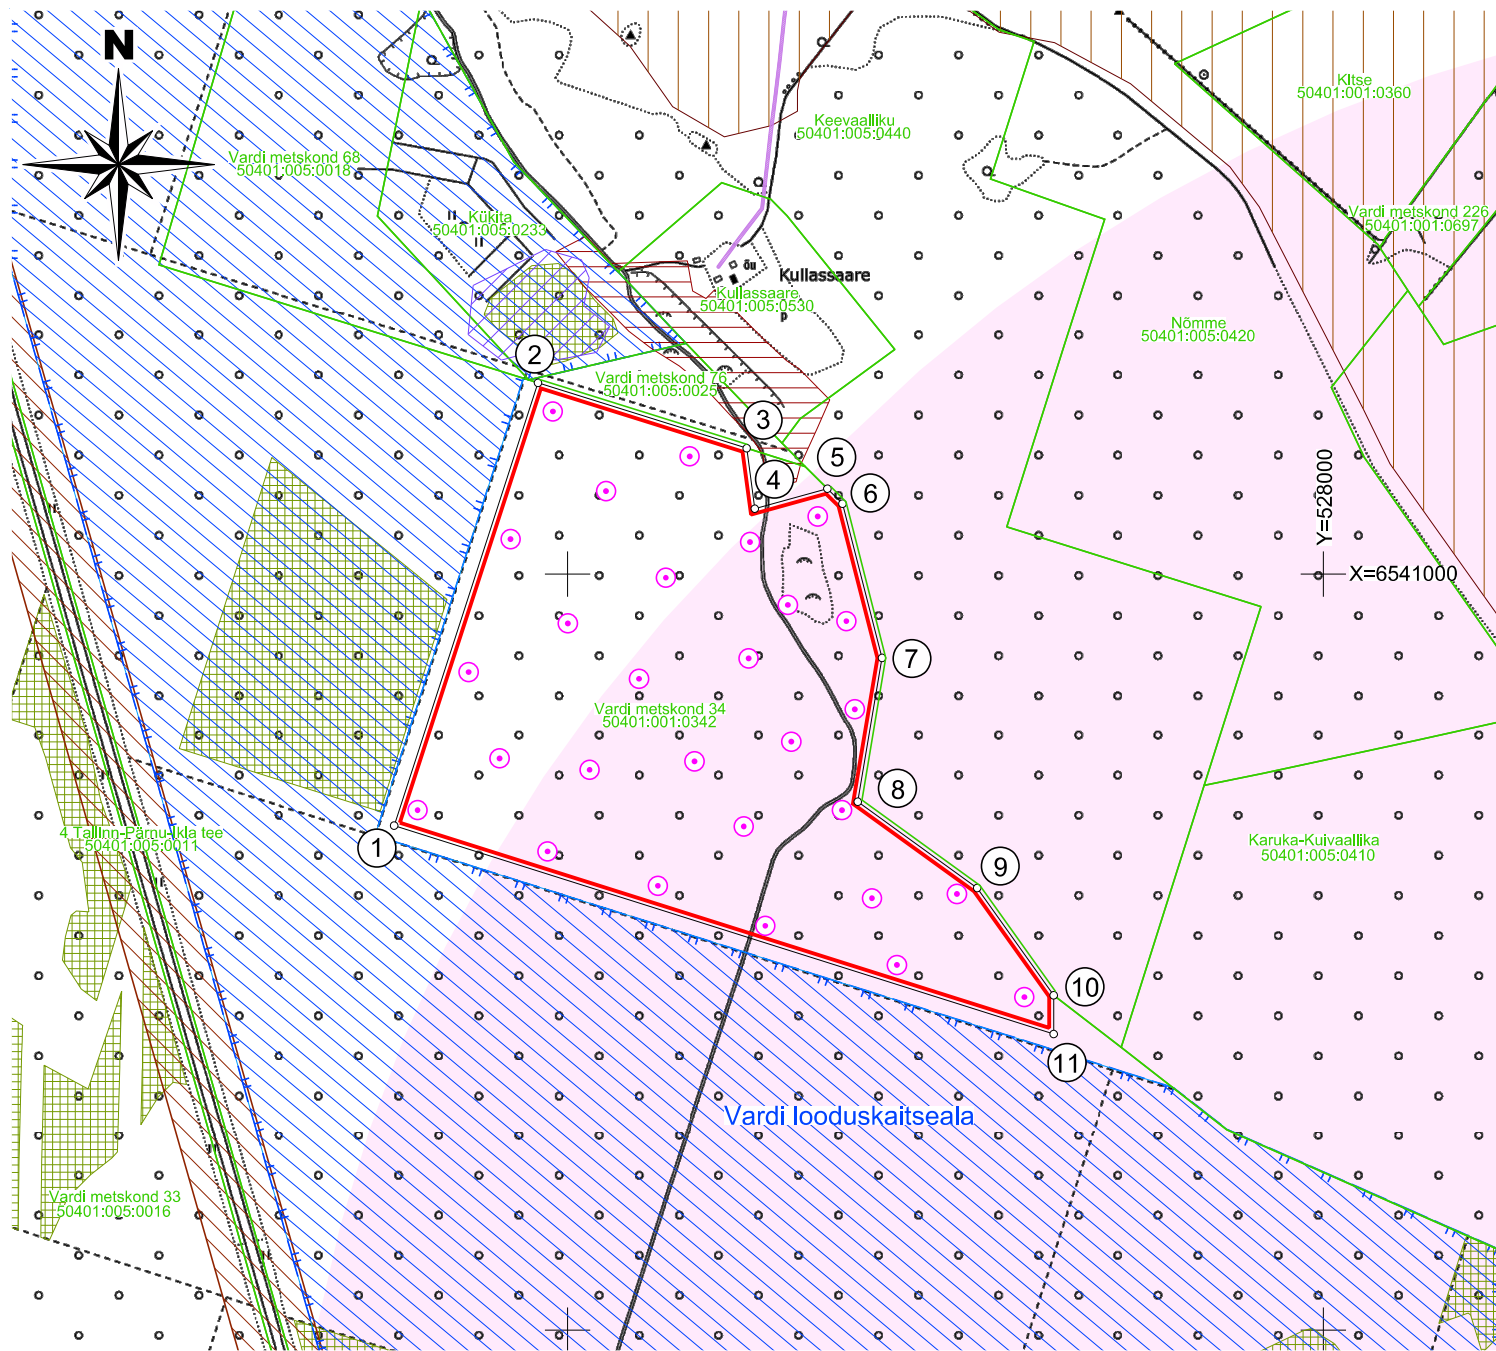 N
Vardi metskond 68
50401:005:0018
Kükita
50401:005:0233
Keevaalliku
50401:005:0440
Kitse
50401:001:0360
Vardi metskond 226
50401:001:0697
õu
Kullassaare
Kullassaare
50401:005:0530
p
Nõmme
50401:005:0420
2
Vardi metskond 76
50401:005:0025
3
4
5
6
Y=528000
X=6541000
7
Vardi metskond 34
50401:001:0342
8
4 Tallinn-Pärnu-Ikla tee
50401:005:0011
1
9
Karuka-Kuivaallika
50401:005:0410
10
11
Vardi looduskaitseala
Vardi metskond 33
50401:005:0016